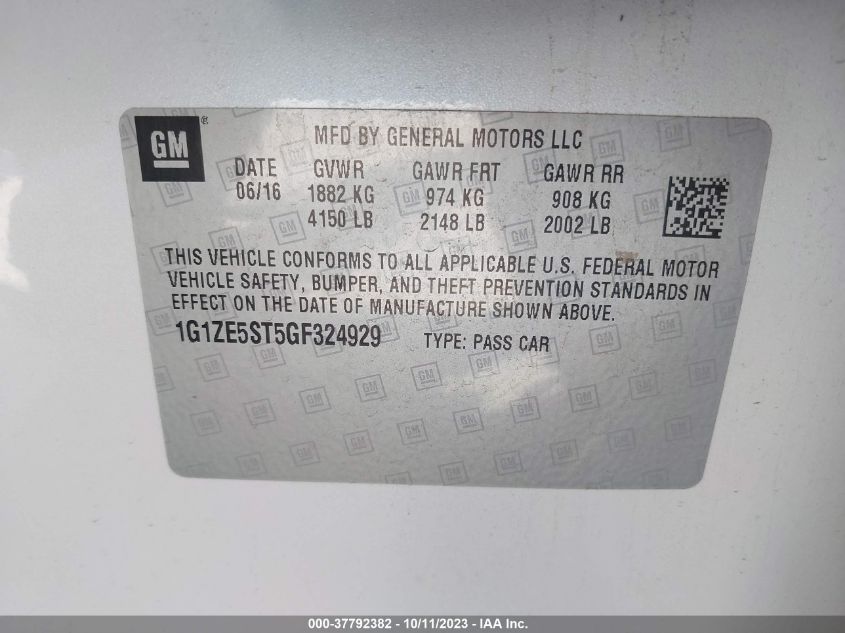 GM ®
MFD BY GENERAL MOTORS LLC
DATE GVWR GAWR FRT GAWR RR
06/16 1882 KG 974 KG 908 KG
4150 LB 2148 LB 2002 LB
THIS VEHICLE CONFORMS TO ALL APPLICABLE U.S. FEDERAL MOTOR
VEHICLE SAFETY, BUMPER, AND THEFT PREVENTION STANDARDS IN
EFFECT ON THE DATE OF MANUFACTURE SHOWN ABOVE.
1G1ZE5ST5GF324929 TYPE: PASS CAR
000-37792382 - 10/11/2023 - IAA Inc.